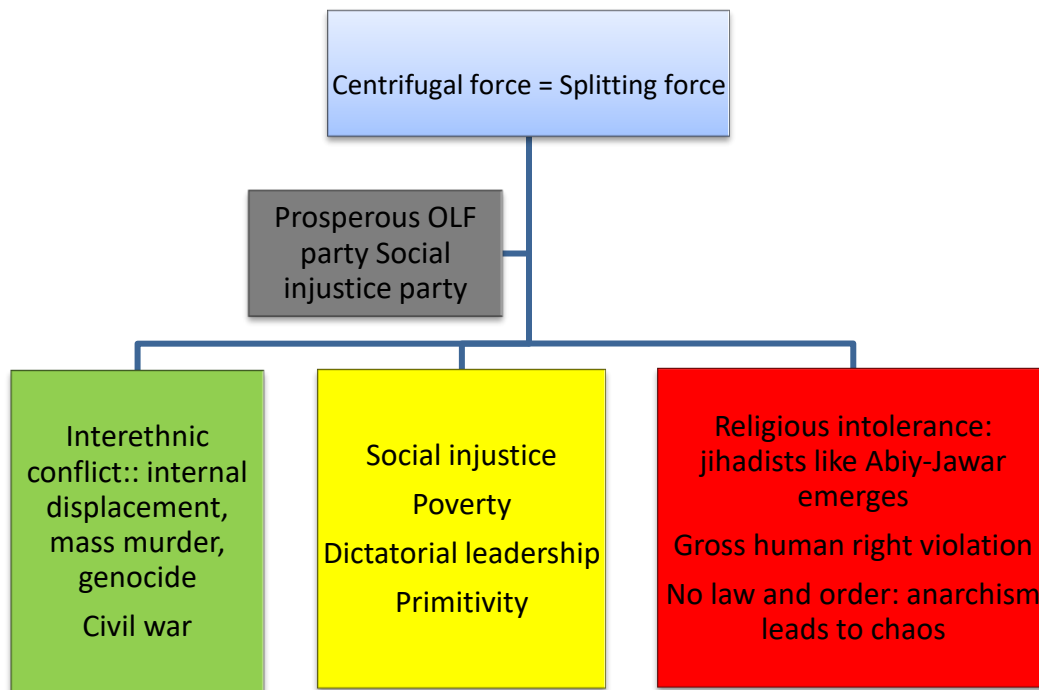 Centrifugal force = Splitting force
Prosperous OLF
party Social
injustice party
Interethnic
conflict:: internal
displacement,
mass murder,
genocide
Civil war
Social injustice
Poverty
Dictatorial leadership
Primitivity
Religious intolerance:
jihadists like Abiy-Jawar
emerges
Gross human right violation
No law and order: anarchism
leads to chaos